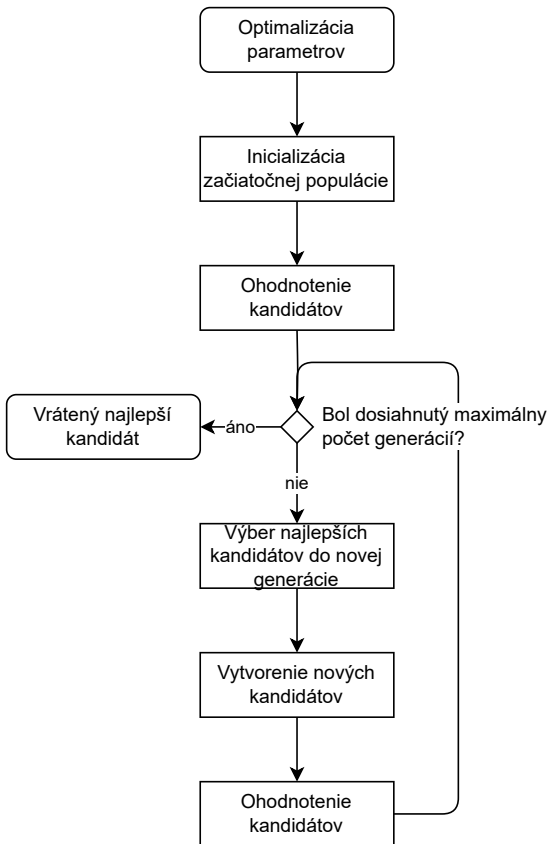 Optimalizácia
parametrov
Inicializácia
začiatočnej populácie
Ohodnotenie
kandidátov
Vrátený najlepší
kandidát
áno
Bol dosiahnutý maximálny
počet generácií?
nie
Výber najlepších
kandidátov do novej
generácie
Vytvorenie nových
kandidátov
Ohodnotenie
kandidátov